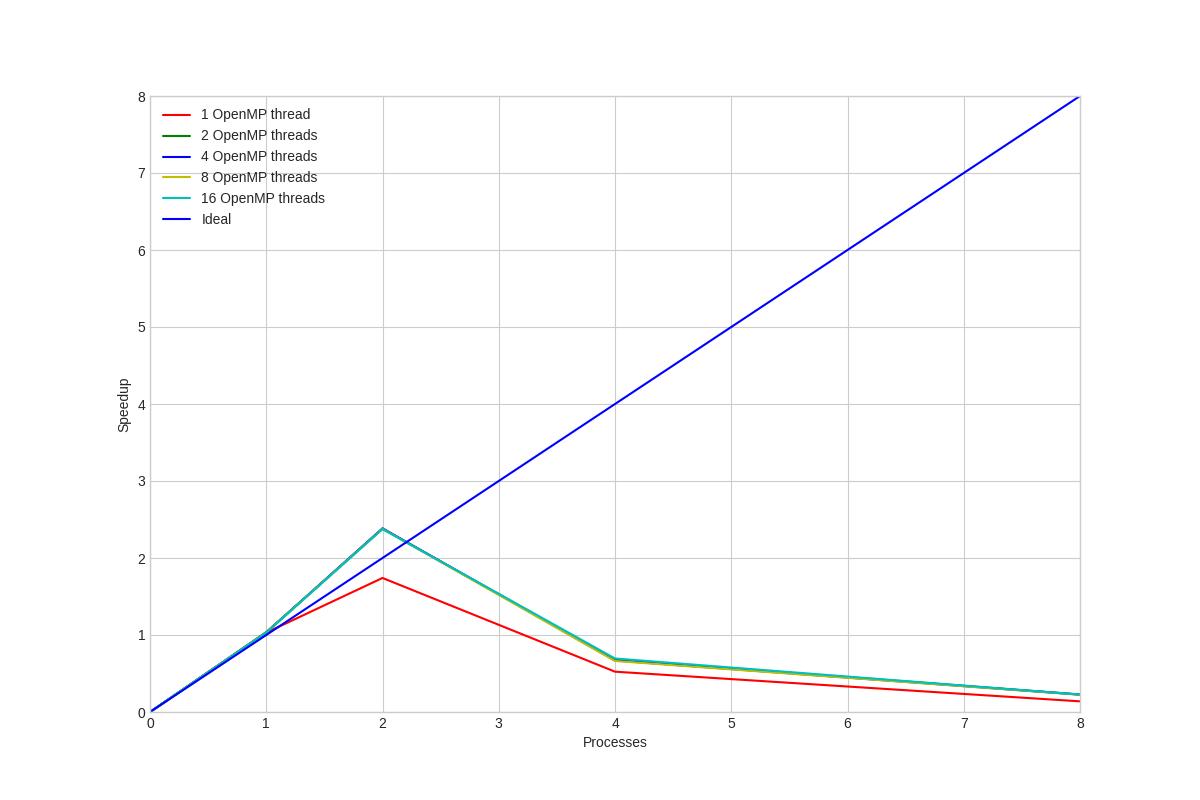 8
7
6
5
4
3
2
1
0
Speedup
1 OpenMP thread
2 OpenMP threads
4 OpenMP threads
8 OpenMP threads
16 OpenMP threads
Ideal
0 1 2 3 4 5 6 7 8
Processes